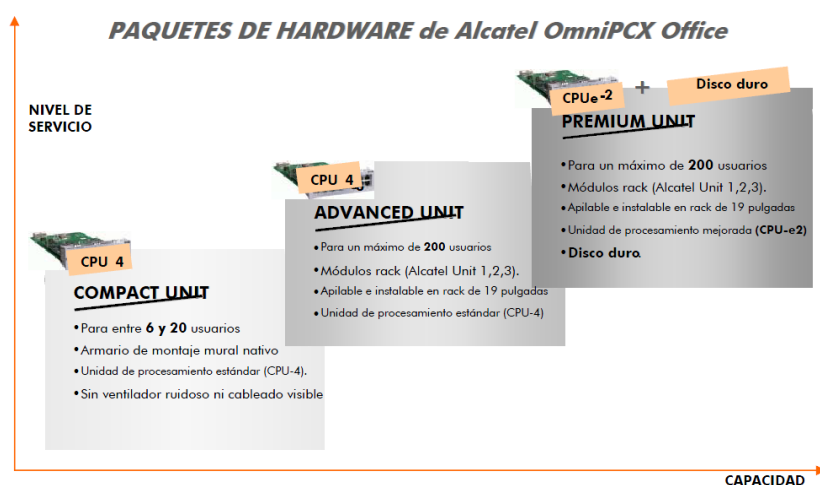 PAQUETES DE HARDWARE de Alcatel OmniPCX Office
NIVEL DE
SERVICIO
CPUe-2
+
Disco duro
PREMIUM UNIT
•Para un máximo de 200 usuarios
•Módulos rack (Alcatel Unit 1,2,3).
•Apilable e instalable en rack de 19 pulgadas
•Unidad de procesamiento mejorada (CPU-e2)
•Disco duro.
CPU 4
ADVANCED UNIT
•Para un máximo de 200 usuarios
•Módulos rack (Alcatel Unit 1,2,3).
•Apilable e instalable en rack de 19 pulgadas
•Unidad de procesamiento estándar (CPU-4)
CPU 4
COMPACT UNIT
•Para entre 6 y 20 usuarios
•Armario de montaje mural nativo
•Unidad de procesamiento estándar (CPU-4).
•Sin ventilador ruidoso ni cableado visible
CAPACIDAD